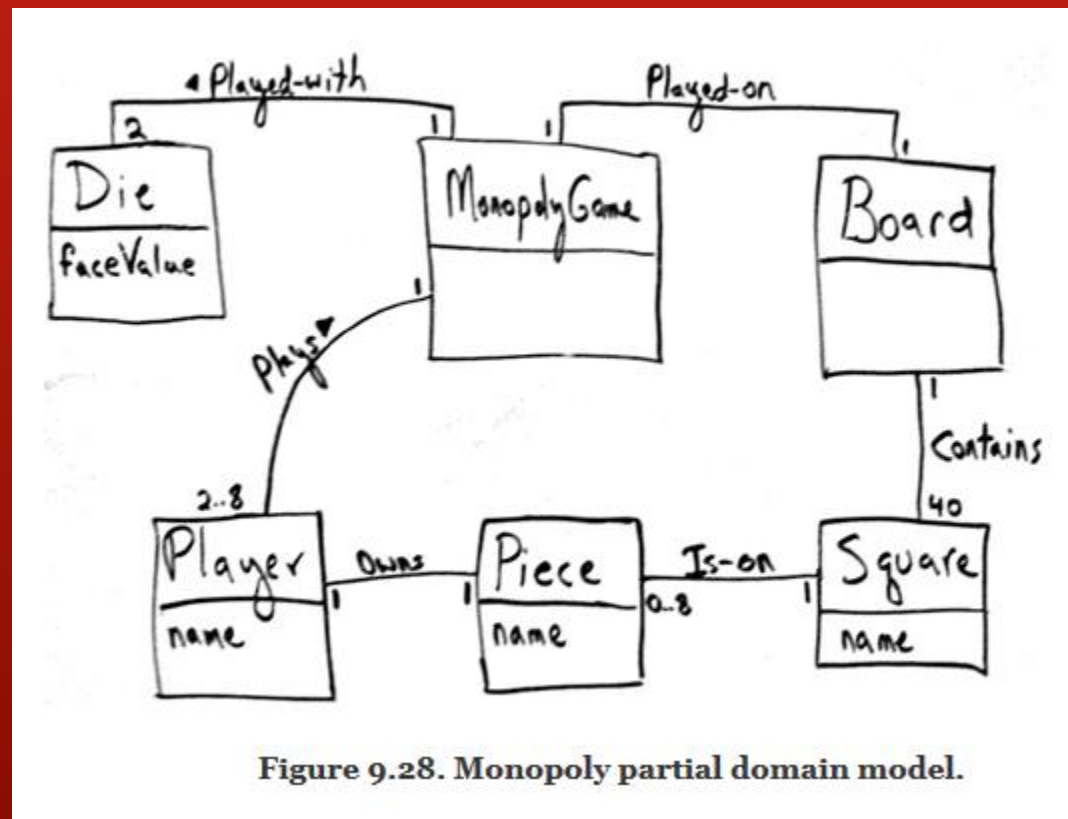 ◄ Played-with
Played-on
2
1
1
1
Die
MonopolyGame
Board
faceValue
1
Plays ►
1
Contains
2..8
40
Player
Owns
Piece
Is-on
Square
1
1
0..8
1
name
name
name
Figure 9.28. Monopoly partial domain model.